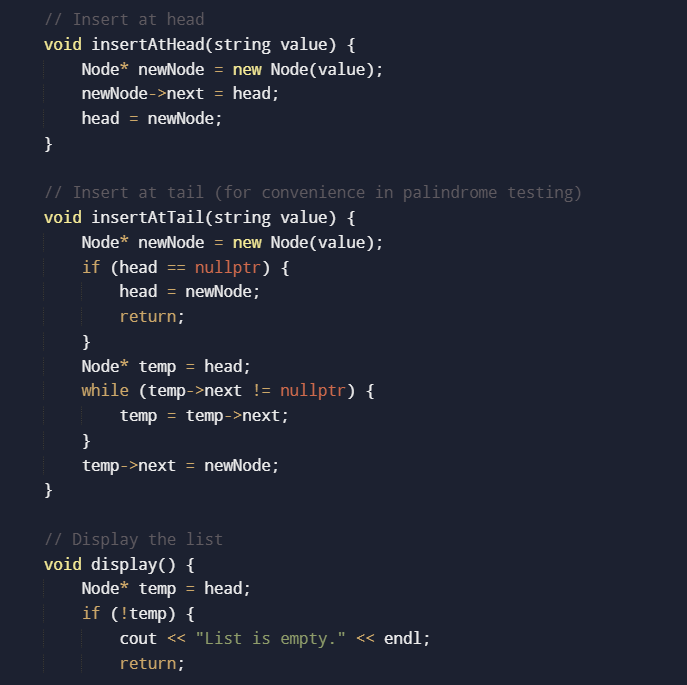 // Insert at head
void insertAtHead(string value) {
    Node* newNode = new Node(value);
    newNode->next = head;
    head = newNode;
}

// Insert at tail (for convenience in palindrome testing)
void insertAtTail(string value) {
    Node* newNode = new Node(value);
    if (head == nullptr) {
        head = newNode;
        return;
    }
    Node* temp = head;
    while (temp->next != nullptr) {
        temp = temp->next;
    }
    temp->next = newNode;
}

// Display the list
void display() {
    Node* temp = head;
    if (!temp) {
        cout << "List is empty." << endl;
        return;